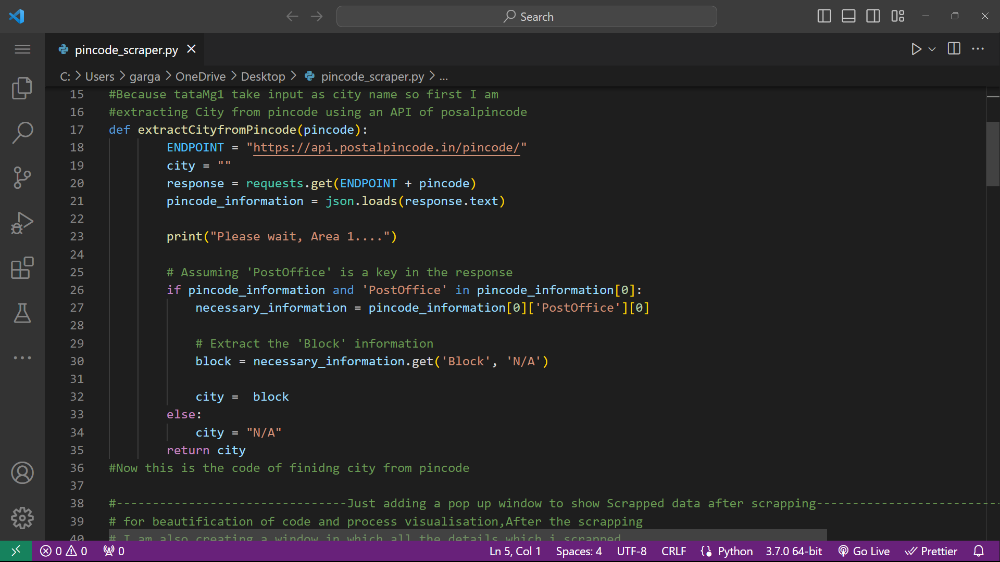 Search
pincode_scraper.py
C: > Users > garga > OneDrive > Desktop > pincode_scraper.py > ...
15 #Because tataMg1 take input as city name so first I am
16 #extracting City from pincode using an API of posalpincode
17 def extractCityfromPincode(pincode):
18 ENDPOINT = "https://api.postalpincode.in/pincode/"
19 city = ""
20 response = requests.get(ENDPOINT + pincode)
21 pincode_information = json.loads(response.text)
22
23 print("Please wait, Area 1....")
24
25 # Assuming 'PostOffice' is a key in the response
26 if pincode_information and 'PostOffice' in pincode_information[0]:
27 necessary_information = pincode_information[0]['PostOffice'][0]
28
29 # Extract the 'Block' information
30 block = necessary_information.get('Block', 'N/A')
31
32 city =  block
33 else:
34 city = "N/A"
35 return city
36 #Now this is the code of finidng city from pincode
37
38 #--------------------------------Just adding a pop up window to show Scrapped data after scrapping-------------------------
39 # for beautification of code and process visualisation,After the scrapping
40 # I am also creating a window in which all the details which i scrapped
0 0 0 Ln 5, Col 1 Spaces: 4 UTF-8 CRLF Python 3.7.0 64-bit Go Live Prettier